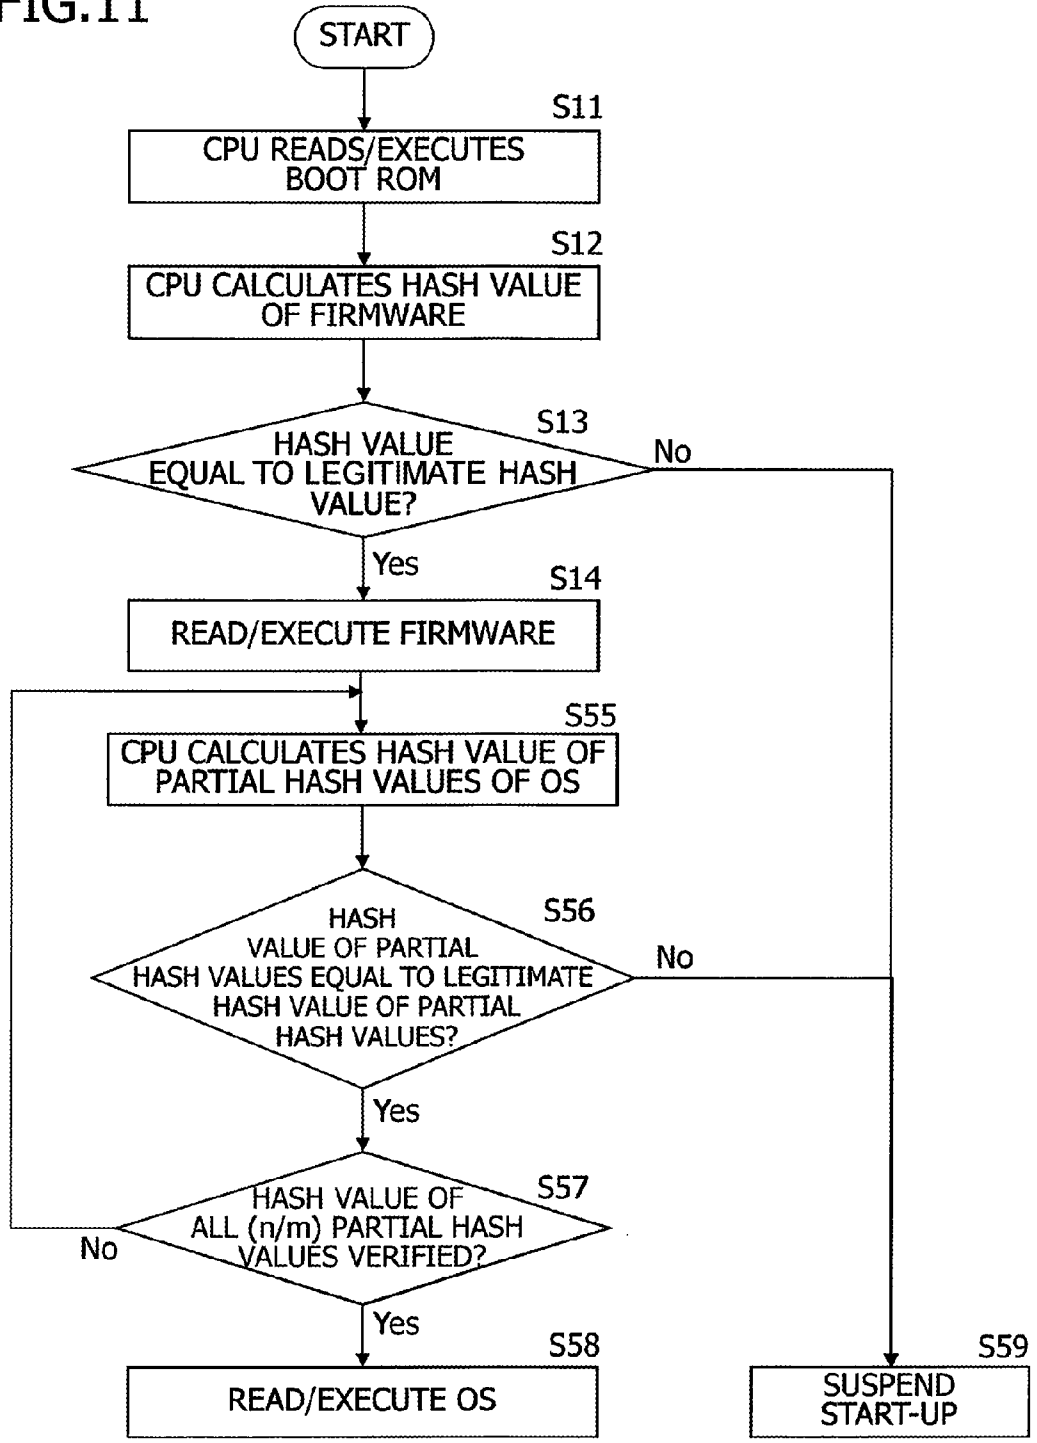 FIG.11
START
S11
CPU READS/EXECUTES
BOOT ROM
S12
CPU CALCULATES HASH VALUE
OF FIRMWARE
S13
HASH VALUE
EQUAL TO LEGITIMATE HASH
VALUE?
No
Yes
S14
READ/EXECUTE FIRMWARE
S55
CPU CALCULATES HASH VALUE OF
PARTIAL HASH VALUES OF OS
S56
HASH
VALUE OF PARTIAL
HASH VALUES EQUAL TO LEGITIMATE
HASH VALUE OF PARTIAL
HASH VALUES?
No
Yes
S57
HASH VALUE OF
ALL (n/m) PARTIAL HASH
VALUES VERIFIED?
No
Yes
S58
READ/EXECUTE OS
S59
SUSPEND
START-UP